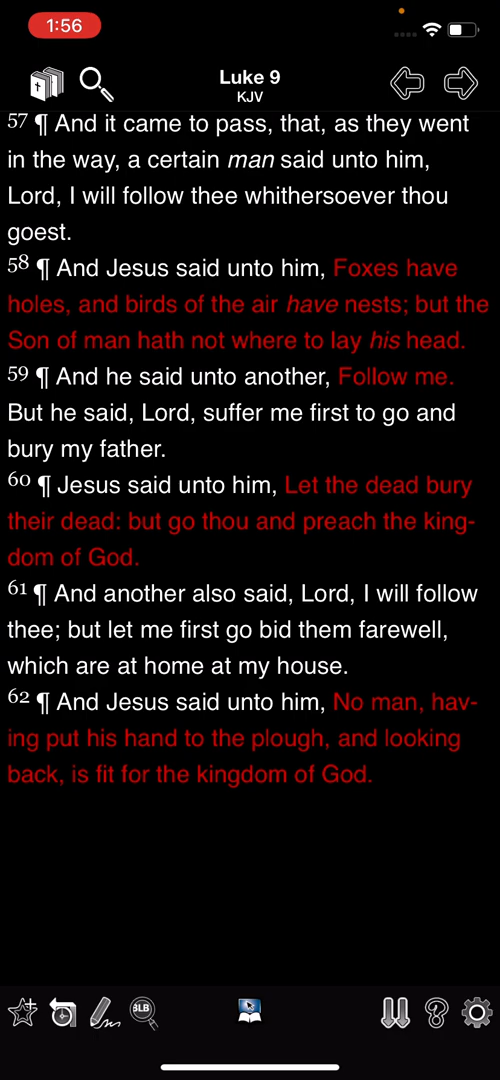 1:56
Luke 9
KJV
57 ¶ And it came to pass, that, as they went
in the way, a certain man said unto him,
Lord, I will follow thee whithersoever thou
goest.
58 ¶ And Jesus said unto him, Foxes have
holes, and birds of the air have nests; but the
Son of man hath not where to lay his head.
59 ¶ And he said unto another, Follow me.
But he said, Lord, suffer me first to go and
bury my father.
60 ¶ Jesus said unto him, Let the dead bury
their dead: but go thou and preach the king-
dom of God.
61 ¶ And another also said, Lord, I will follow
thee; but let me first go bid them farewell,
which are at home at my house.
62 ¶ And Jesus said unto him, No man, hav-
ing put his hand to the plough, and looking
back, is fit for the kingdom of God.
BLB